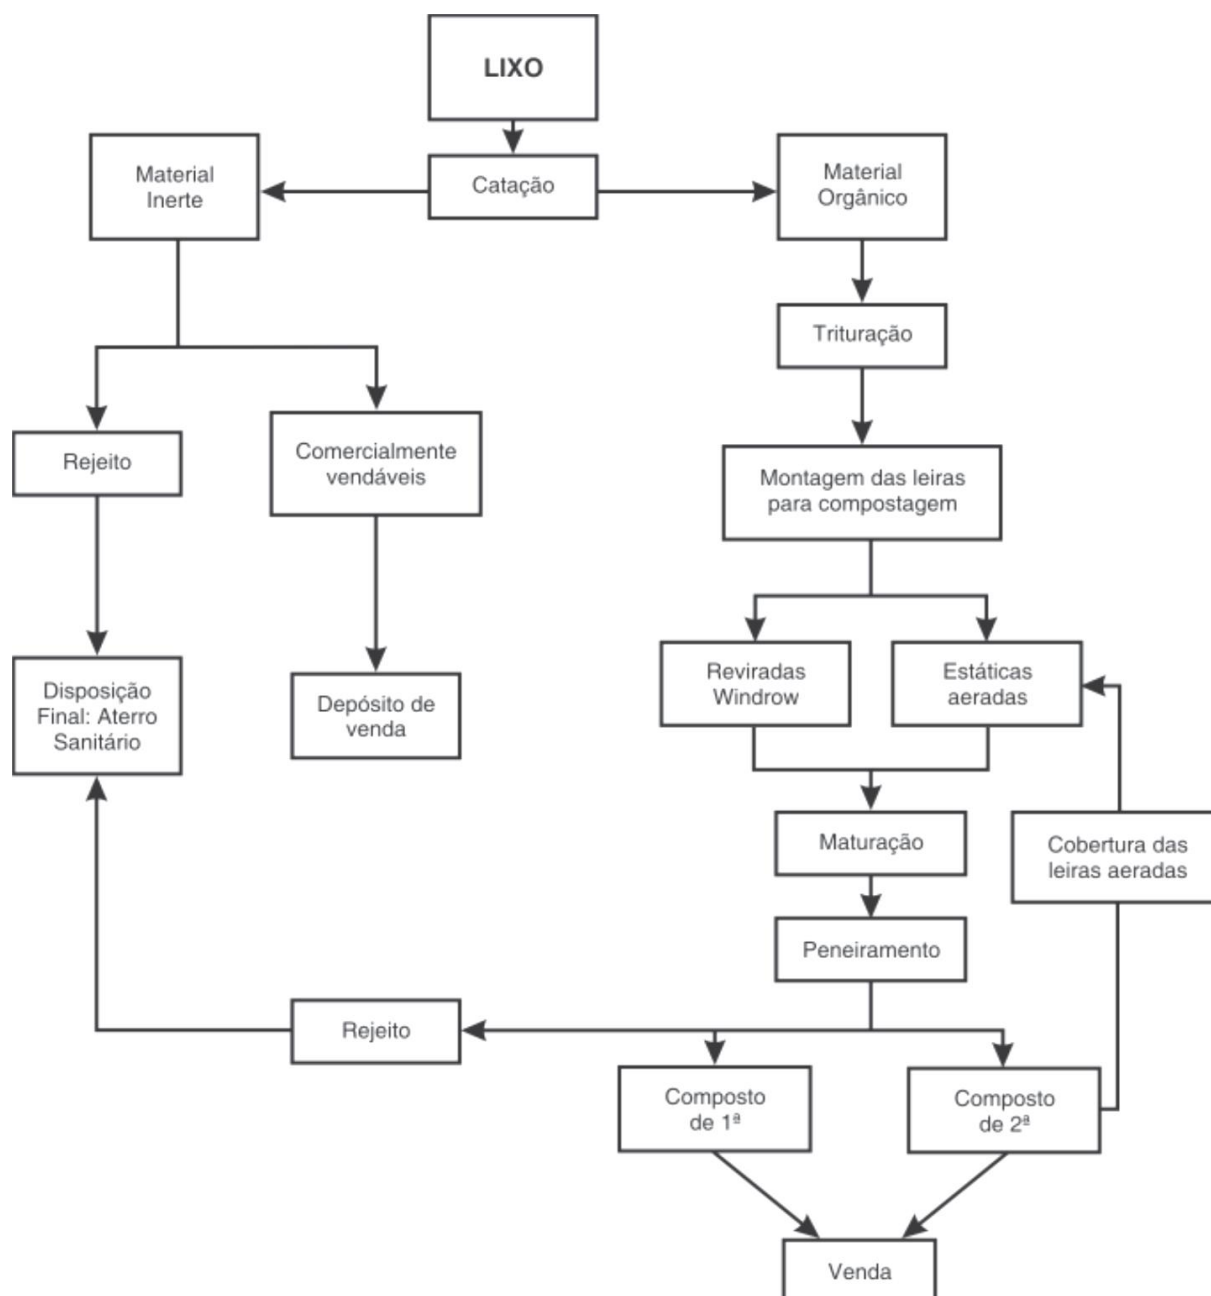 LIXO
Catação
Material
Inerte
Material
Orgânico
Trituração
Rejeito
Comercialmente
vendáveis
Montagem das leiras
para compostagem
Disposição
Final: Aterro
Sanitário
Depósito de
venda
Reviradas
Windrow
Estáticas
aeradas
Maturação
Cobertura das
leiras aeradas
Peneiramento
Rejeito
Composto
de 1ª
Composto
de 2ª
Venda